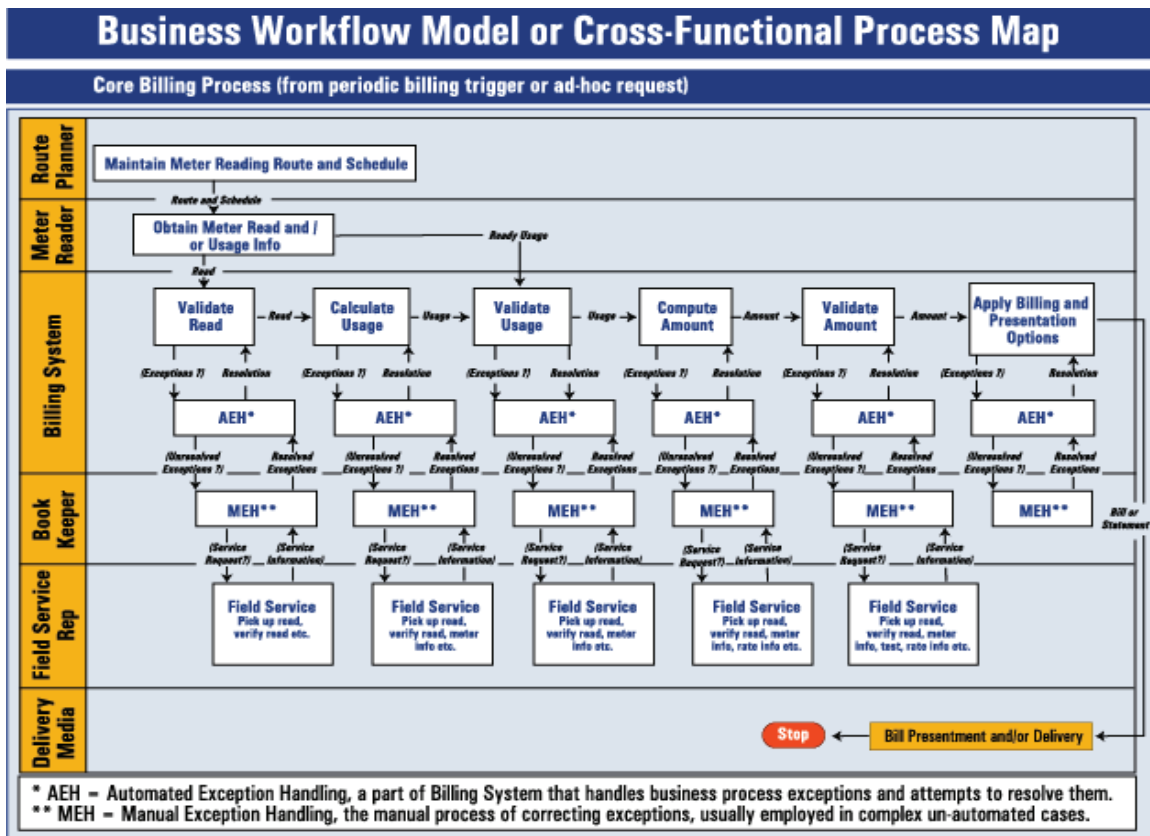 Business Workflow Model or Cross-Functional Process Map
Core Billing Process (from periodic billing trigger or ad-hoc request)
Route
Planner
Maintain Meter Reading Route and Schedule
Route and Schedule
Meter
Reader
Obtain Meter Read and /
or Usage Info
Ready Usage
Read
Billing System
Validate
Read
Read
Calculate
Usage
Usage
Validate
Usage
Usage
Compute
Amount
Amount
Validate
Amount
Amount
Apply Billing and
Presentation
Options
(Exceptions ?)
Resolution
(Exceptions ?)
Resolution
(Exceptions ?)
Resolution
(Exceptions ?)
Resolution
(Exceptions ?)
Resolution
(Exceptions ?)
Resolution
AEH*
AEH*
AEH*
AEH*
AEH*
AEH*
(Unresolved
Exceptions ?)
Resolved
Exceptions
(Unresolved
Exceptions ?)
Resolved
Exceptions
(Unresolved
Exceptions ?)
Resolved
Exceptions
(Unresolved
Exceptions ?)
Resolved
Exceptions
(Unresolved
Exceptions ?)
Resolved
Exceptions
(Unresolved
Exceptions ?)
Resolved
Exceptions
Book
Keeper
MEH**
MEH**
MEH**
MEH**
MEH**
MEH**
Bill or
Statement
(Service
Request?)
(Service
Information)
(Service
Request?)
(Service
Information)
(Service
Request?)
(Service
Information)
(Service
Request?)
(Service
Information)
(Service
Request?)
(Service
Information)
Field Service
Rep
Field Service
Pick up read,
verify read etc.
Field Service
Pick up read,
verify read, meter
info etc.
Field Service
Pick up read,
verify read, meter
info etc.
Field Service
Pick up read,
verify read, meter
info, rate info etc.
Field Service
Pick up read,
verify read, meter
info, test, rate info etc.
Delivery
Media
Stop
Bill Presentment and/or Delivery
* AEH – Automated Exception Handling, a part of Billing System that handles business process exceptions and attempts to resolve them.
** MEH – Manual Exception Handling, the manual process of correcting exceptions, usually employed in complex un-automated cases.